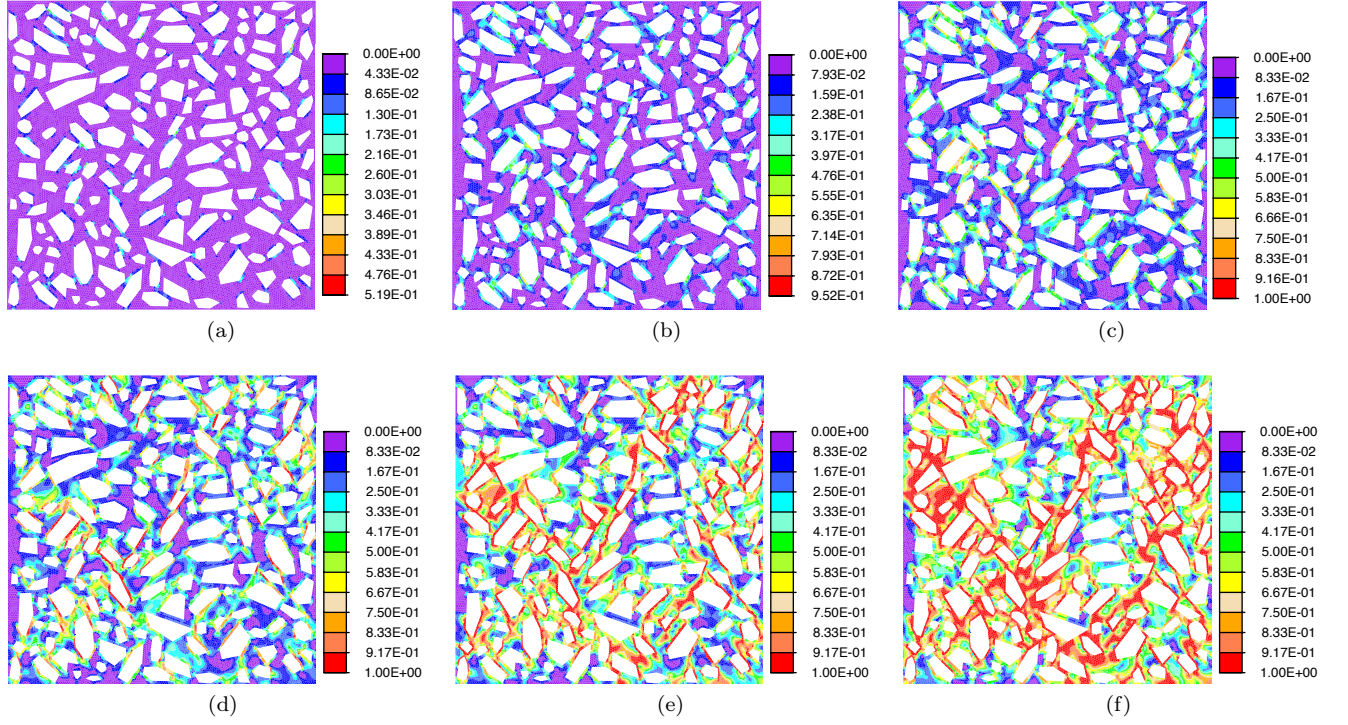 0.00E+00
4.33E-02
8.65E-02
1.30E-01
1.73E-01
2.16E-01
2.60E-01
3.03E-01
3.46E-01
3.89E-01
4.33E-01
4.76E-01
5.19E-01
(a)
0.00E+00
7.93E-02
1.59E-01
2.38E-01
3.17E-01
3.97E-01
4.76E-01
5.55E-01
6.35E-01
7.14E-01
7.93E-01
8.72E-01
9.52E-01
(b)
0.00E+00
8.33E-02
1.67E-01
2.50E-01
3.33E-01
4.17E-01
5.00E-01
5.83E-01
6.66E-01
7.50E-01
8.33E-01
9.16E-01
1.00E+00
(c)
0.00E+00
8.33E-02
1.67E-01
2.50E-01
3.33E-01
4.17E-01
5.00E-01
5.83E-01
6.67E-01
7.50E-01
8.33E-01
9.17E-01
1.00E+00
(d)
0.00E+00
8.33E-02
1.67E-01
2.50E-01
3.33E-01
4.17E-01
5.00E-01
5.83E-01
6.67E-01
7.50E-01
8.33E-01
9.17E-01
1.00E+00
(e)
0.00E+00
8.33E-02
1.67E-01
2.50E-01
3.33E-01
4.17E-01
5.00E-01
5.83E-01
6.67E-01
7.50E-01
8.33E-01
9.17E-01
1.00E+00
(f)